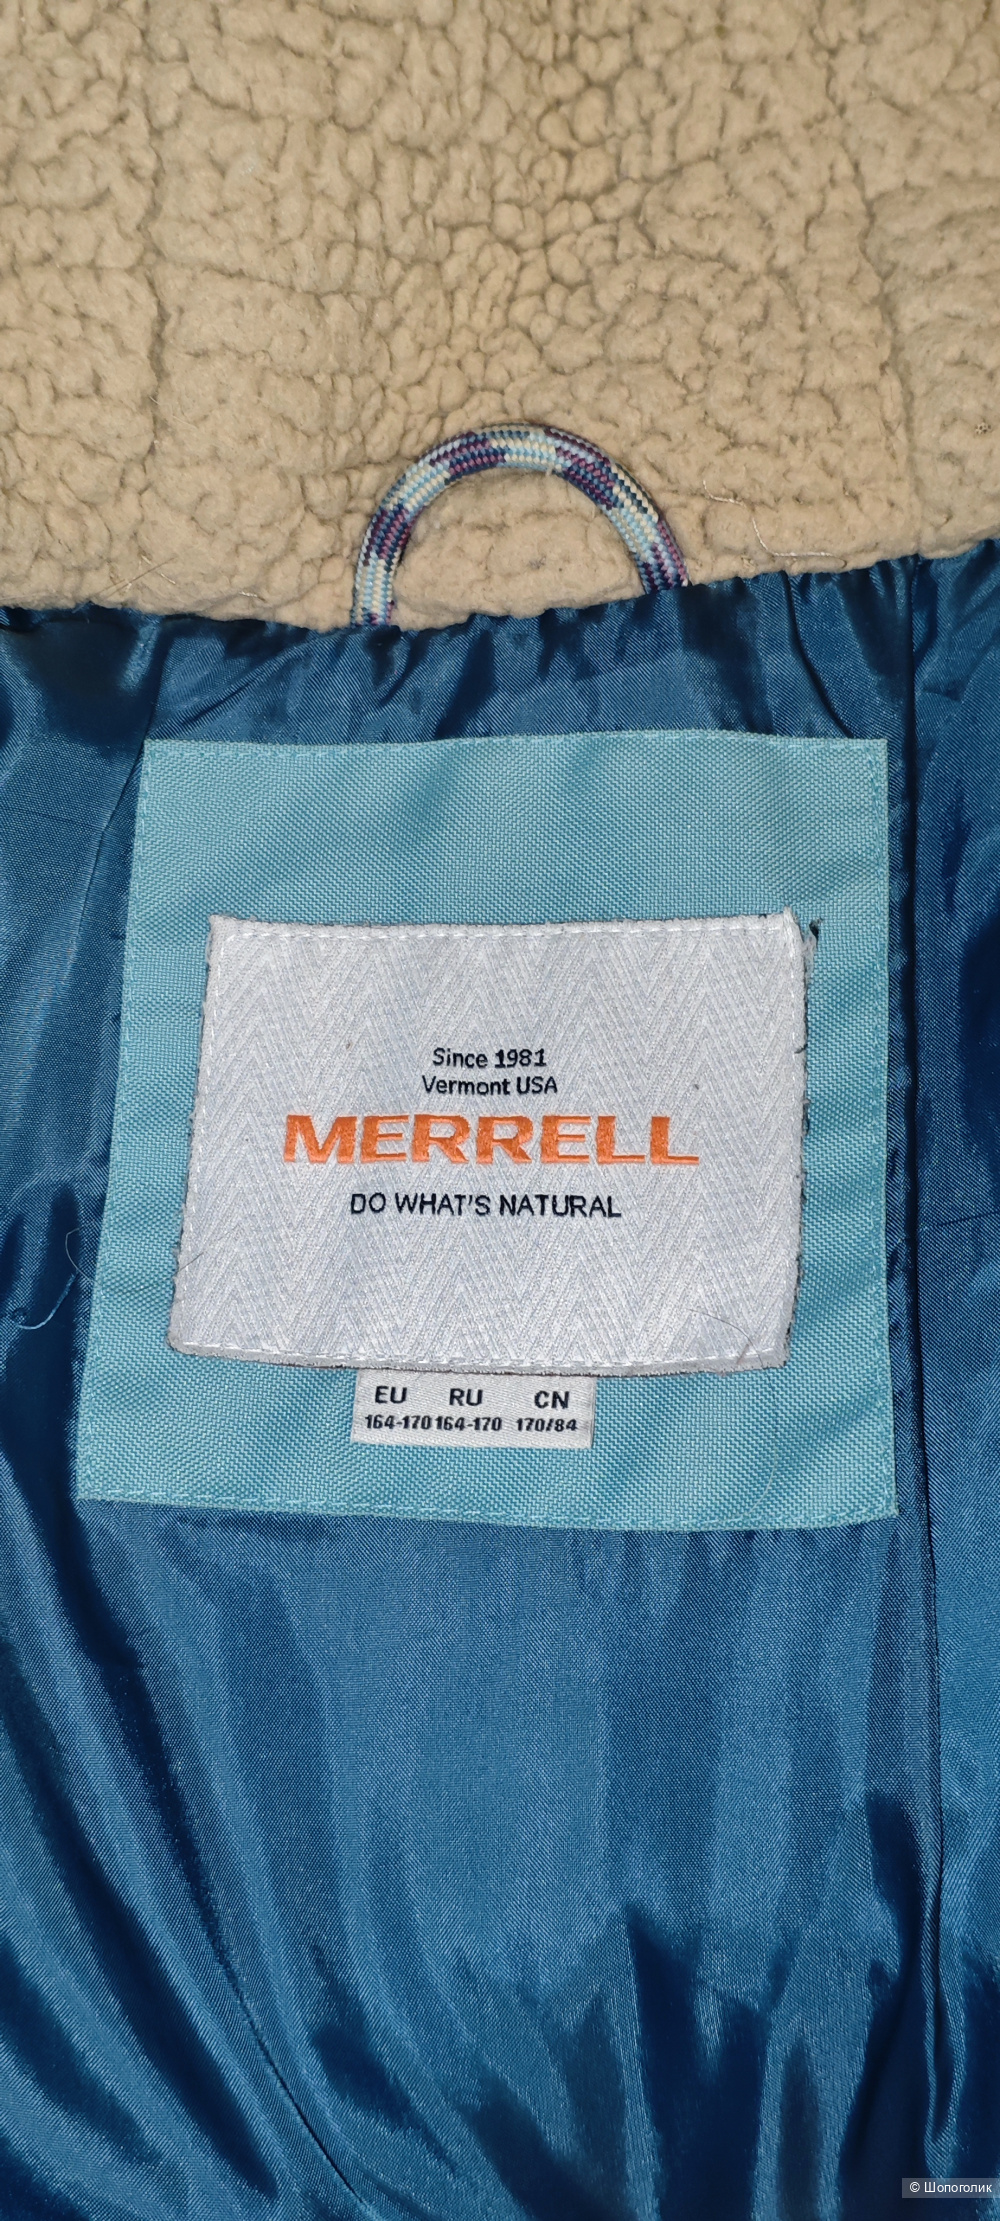 Since 1981
Vermont USA
MERRELL
DO WHAT'S NATURAL
EU RU CN
164-170 164-170 170/84
© Шопоголик